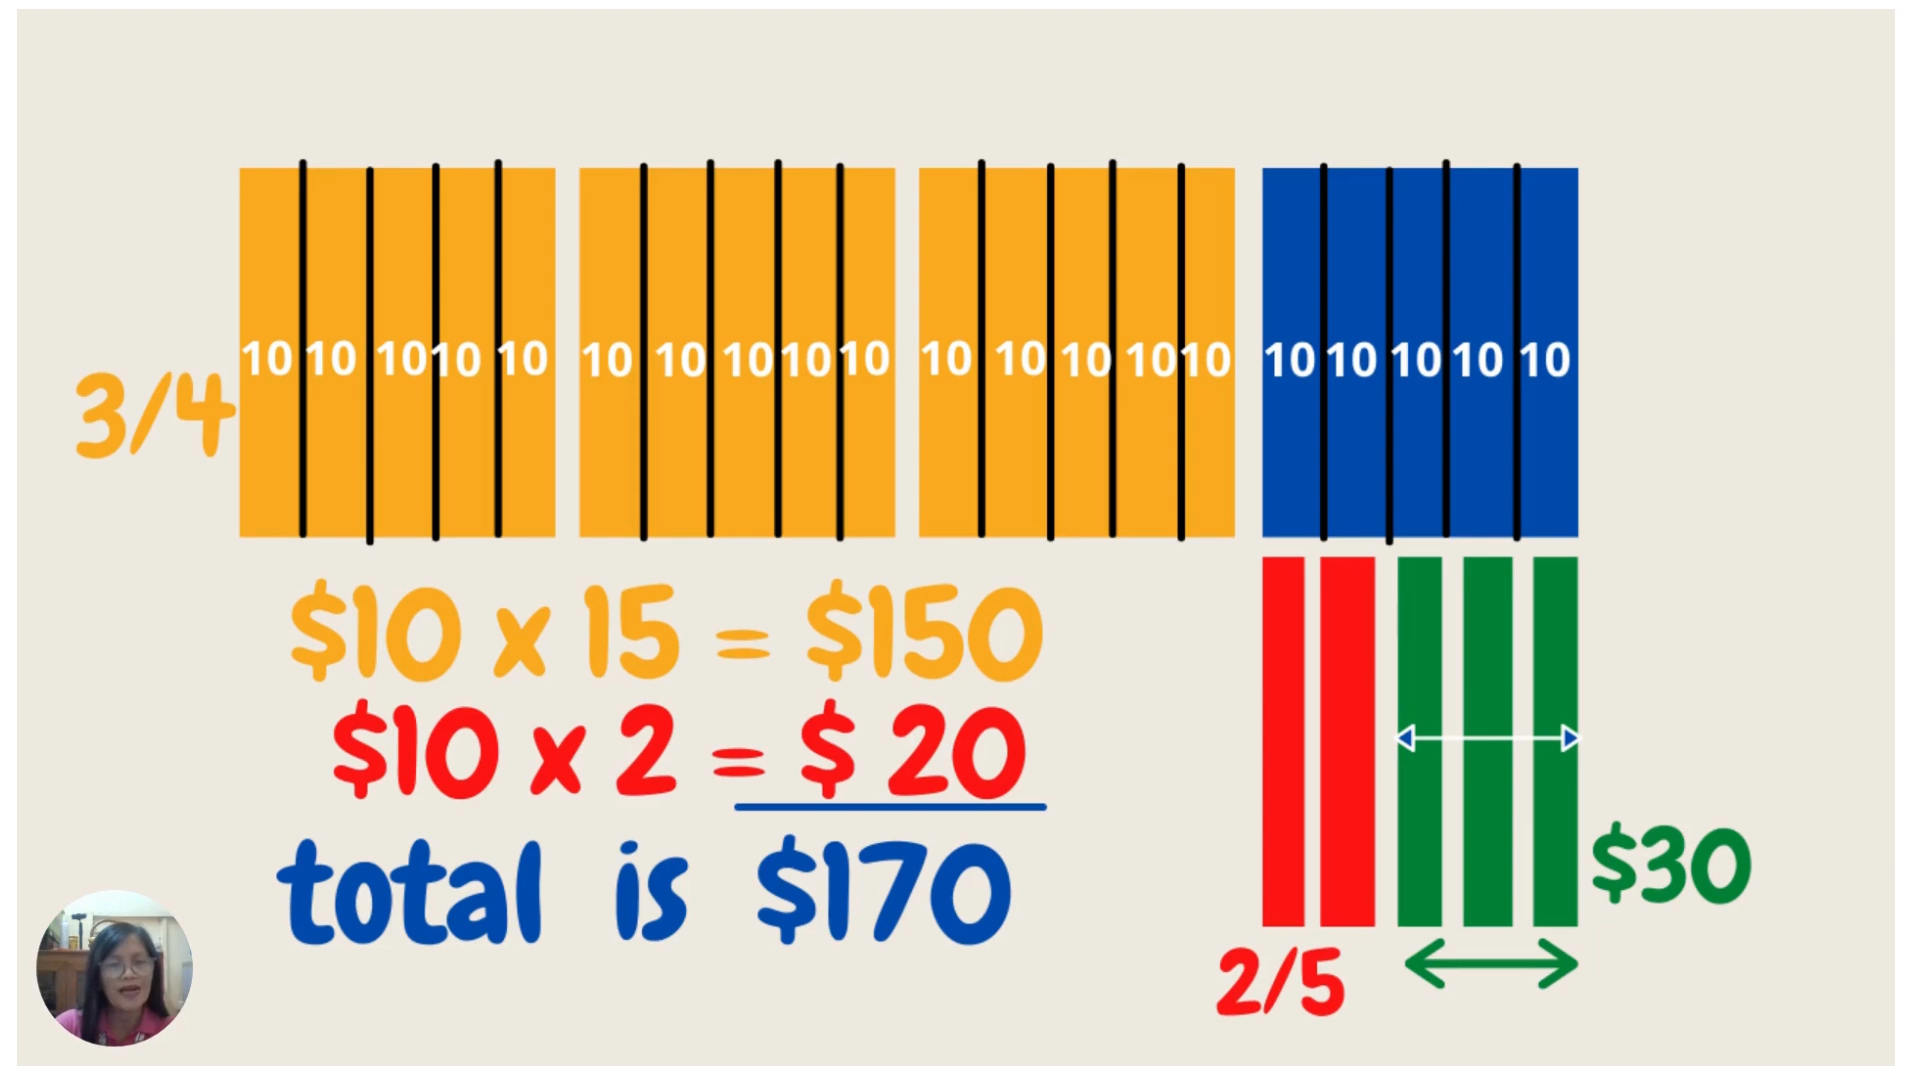 10 10 10 10 10 10 10 10 10 10 10 10 10 10 10 10 10 10 10 10
3/4
$10 x 15 = $150
$10 x 2 = $ 20
total is $170
$30
2/5